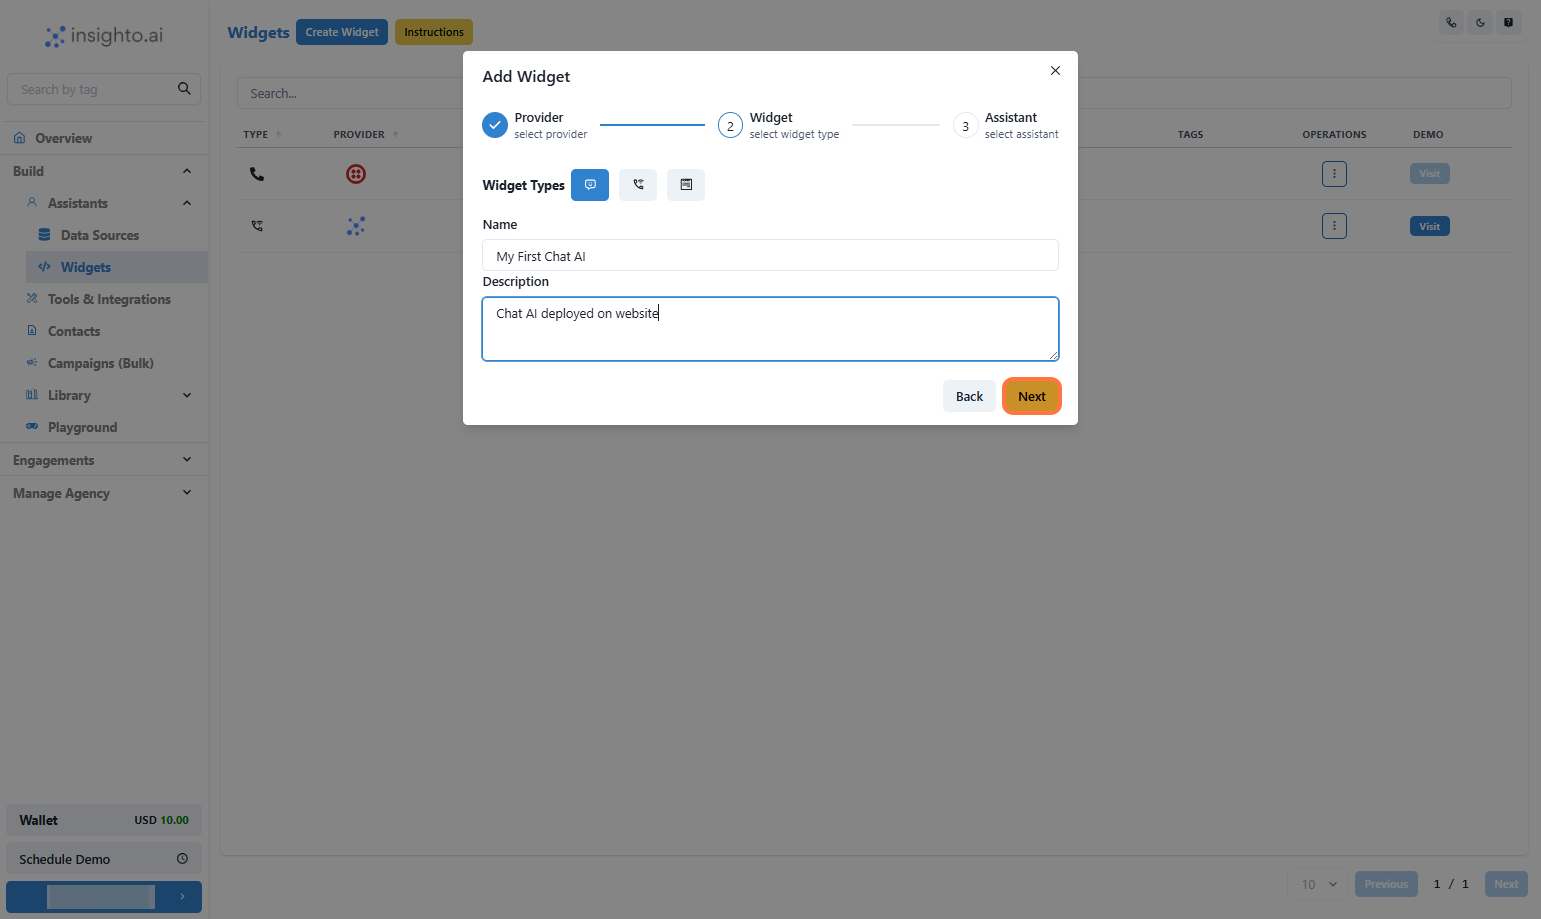 insighto.ai
Search by tag
Overview
Build
Assistants
Data Sources
Widgets
Tools & Integrations
Contacts
Campaigns (Bulk)
Library
Playground
Engagements
Manage Agency
Wallet USD 10.00
Schedule Demo
Widgets Create Widget Instructions
Search...
TYPE PROVIDER TAGS OPERATIONS DEMO
Visit
Visit
Add Widget
Provider
select provider
2
Widget
select widget type
3
Assistant
select assistant
Widget Types
Name
My First Chat AI
Description
Chat AI deployed on website
Back Next
10 Previous 1 / 1 Next